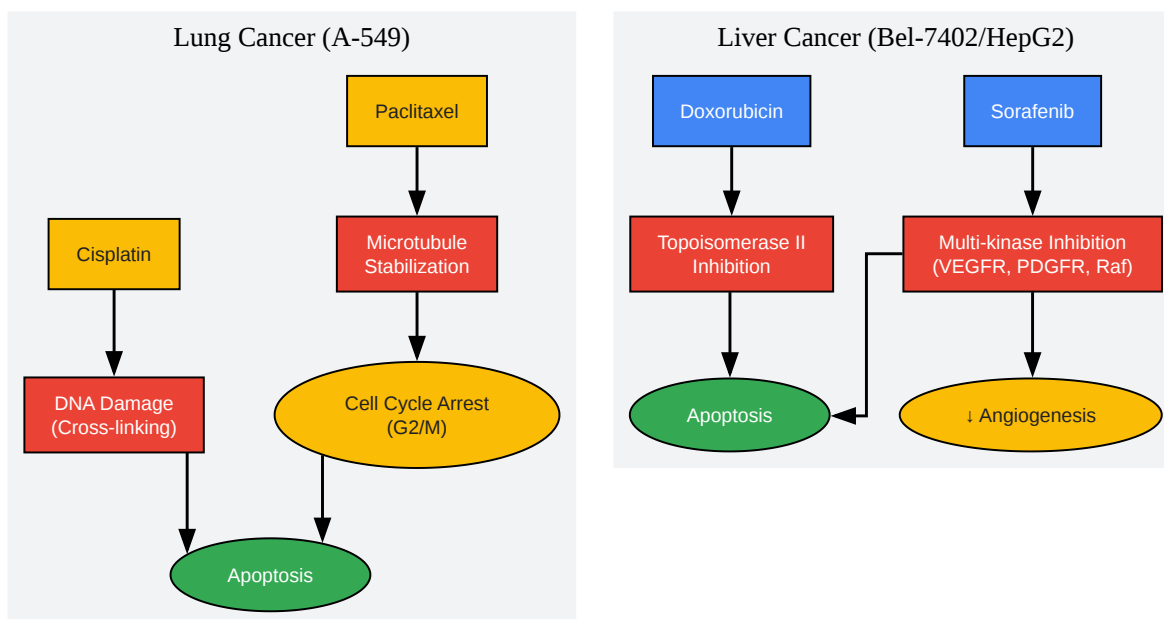 Lung Cancer (A-549)
Paclitaxel
Cisplatin
Microtubule
Stabilization
DNA Damage
(Cross-linking)
Cell Cycle Arrest
(G2/M)
Apoptosis
Liver Cancer (Bel-7402/HepG2)
Doxorubicin
Sorafenib
Topoisomerase II
Inhibition
Multi-kinase Inhibition
(VEGFR, PDGFR, Raf)
Apoptosis
↓ Angiogenesis